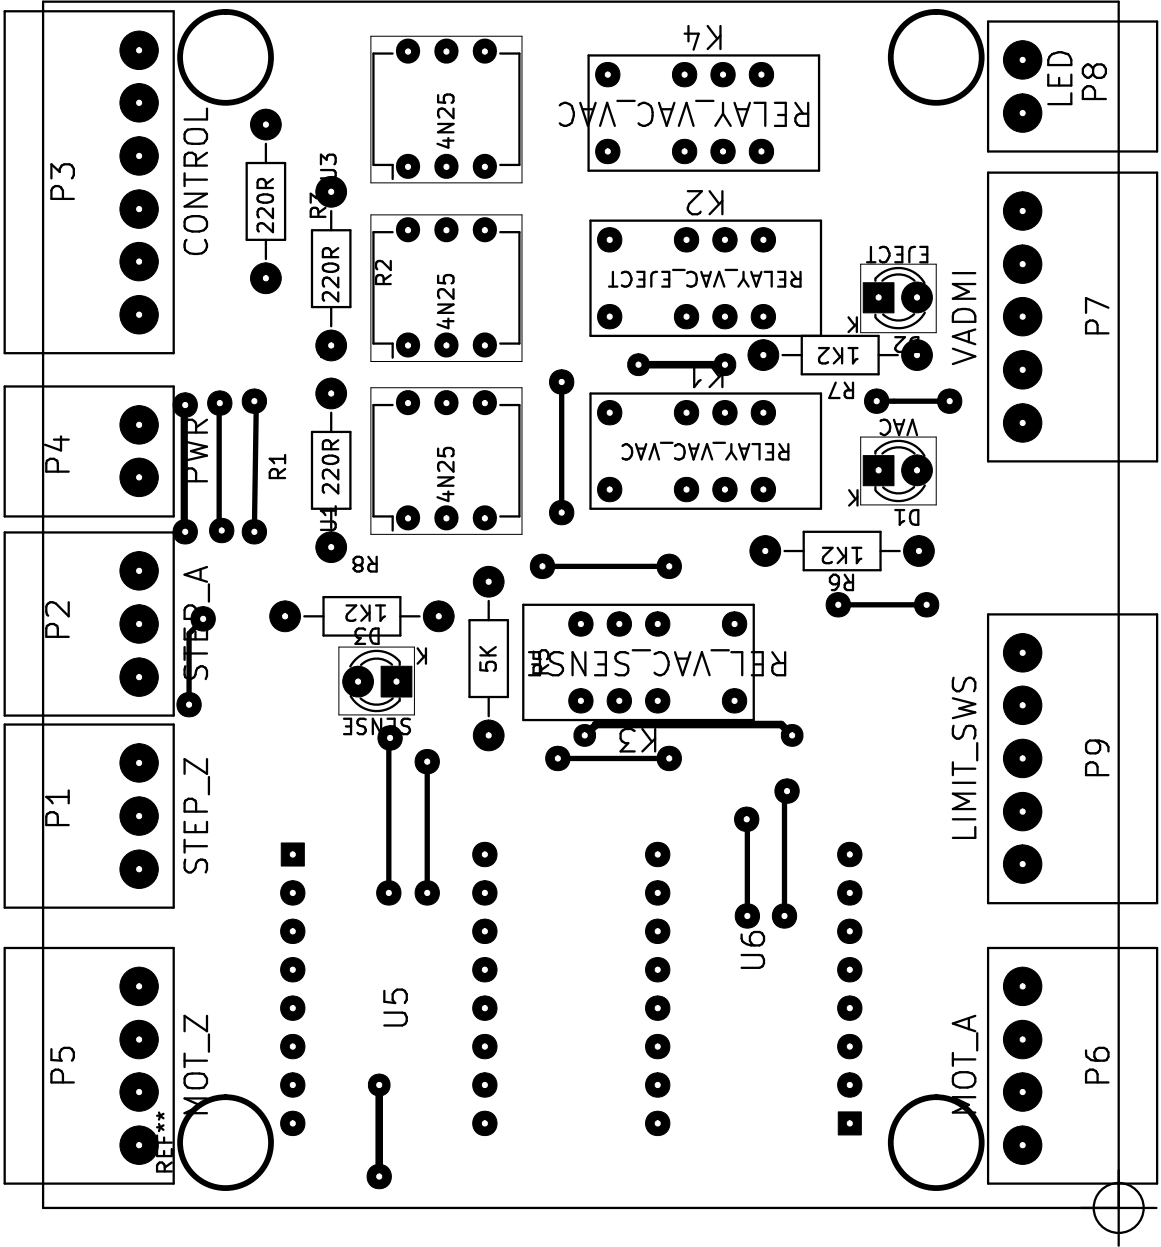 K4
RELAY_VAC_VAC
LED
P8
P3
CONTROL
220R
U3
R3
4N25
K2
RELAY_VAC_EJECT
EJECT
K
D2
VADMI
P7
220R
R2
4N25
1K2
R7
K1
RELAY_VAC_VAC
VAC
K
D1
P4
PWR
R1
220R
U1
4N25
R8
1K2
R6
P2
STEP_A
1K2
D3
K
SENSE
5K
REL_VAC_SENSE
K3
P1
STEP_Z
LIMIT_SWS
P9
U6
U5
P5
MOT_Z
REF**
MOT_A
P6